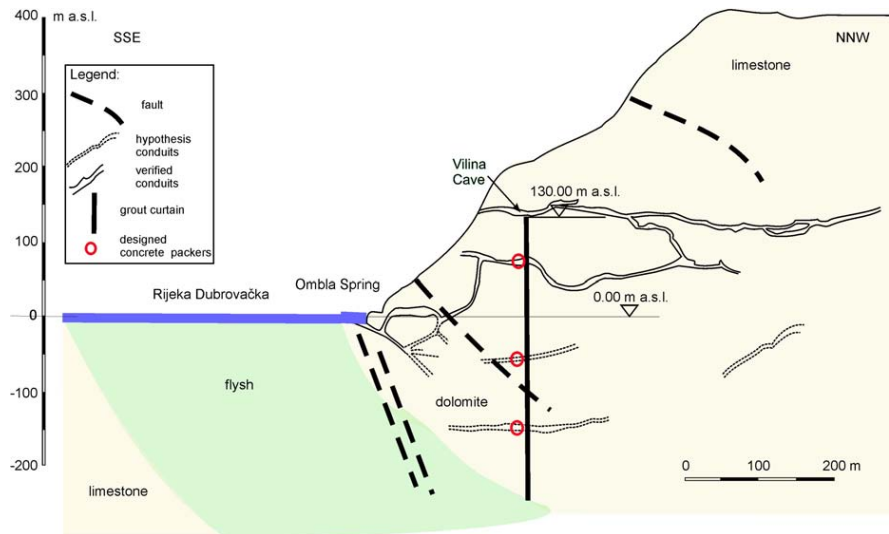 400
m a.s.l.
SSE
NNW
Legend:
fault
hypothesis
conduits
verified
conduits
grout curtain
designed
concrete packers
300
200
100
0
-100
-200
limestone
Vilina
Cave
130.00 m a.s.l.
Ombla Spring
Rijeka Dubrovačka
0.00 m a.s.l.
flysh
dolomite
limestone
0 100 200 m